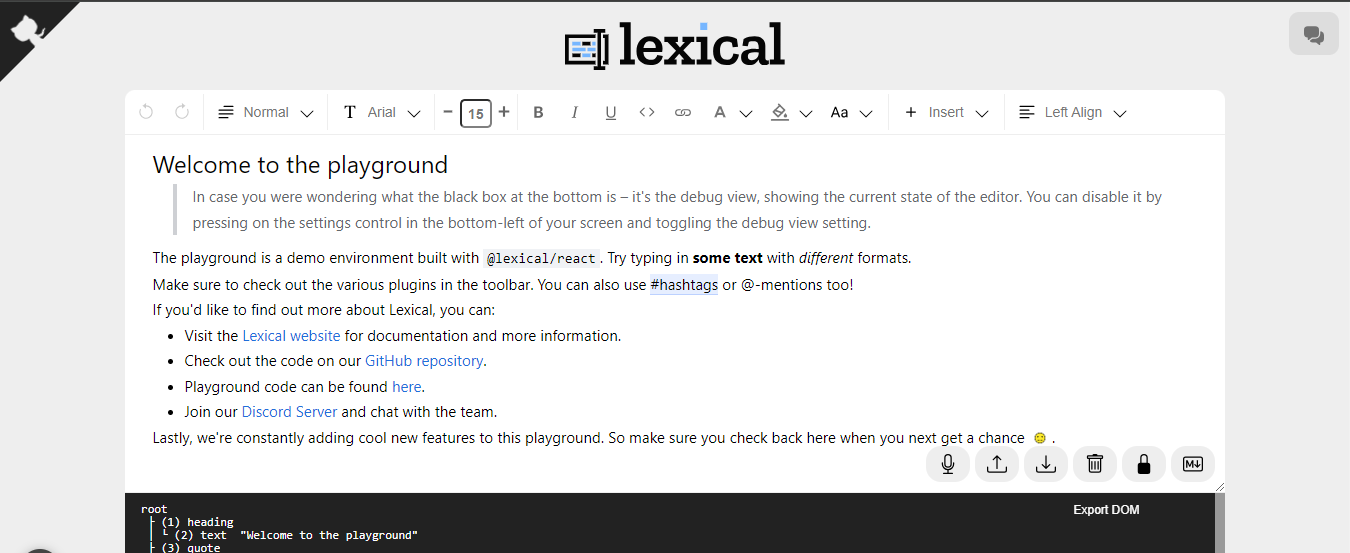 lexical
Normal Arial - 15 + B I U <> A Aa + Insert Left Align
Welcome to the playground
In case you were wondering what the black box at the bottom is – it's the debug view, showing the current state of the editor. You can disable it by
pressing on the settings control in the bottom-left of your screen and toggling the debug view setting.
The playground is a demo environment built with @lexical/react. Try typing in some text with different formats.
Make sure to check out the various plugins in the toolbar. You can also use #hashtags or @-mentions too!
If you'd like to find out more about Lexical, you can:
• Visit the Lexical website for documentation and more information.
• Check out the code on our GitHub repository.
• Playground code can be found here.
• Join our Discord Server and chat with the team.
Lastly, we're constantly adding cool new features to this playground. So make sure you check back here when you next get a chance 🙂.
M↓
Export DOM
root
├ (1) heading
│ └ (2) text "Welcome to the playground"
├ (3) quote